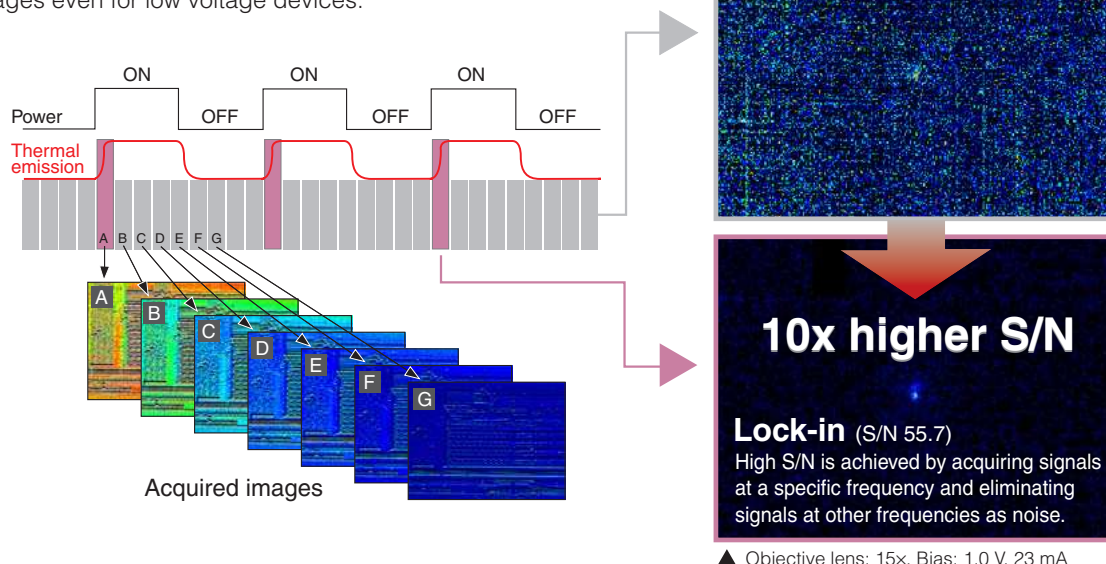 ages even for low voltage devices.
ON
ON
ON
Power
OFF
OFF
OFF
Thermal
emission
A B C D E F G
A
B
C
D
E
F
G
Acquired images
10x higher S/N
Lock-in (S/N 55.7)
High S/N is achieved by acquiring signals
at a specific frequency and eliminating
signals at other frequencies as noise.
▲ Objective lens: 15×, Bias: 1.0 V, 23 mA